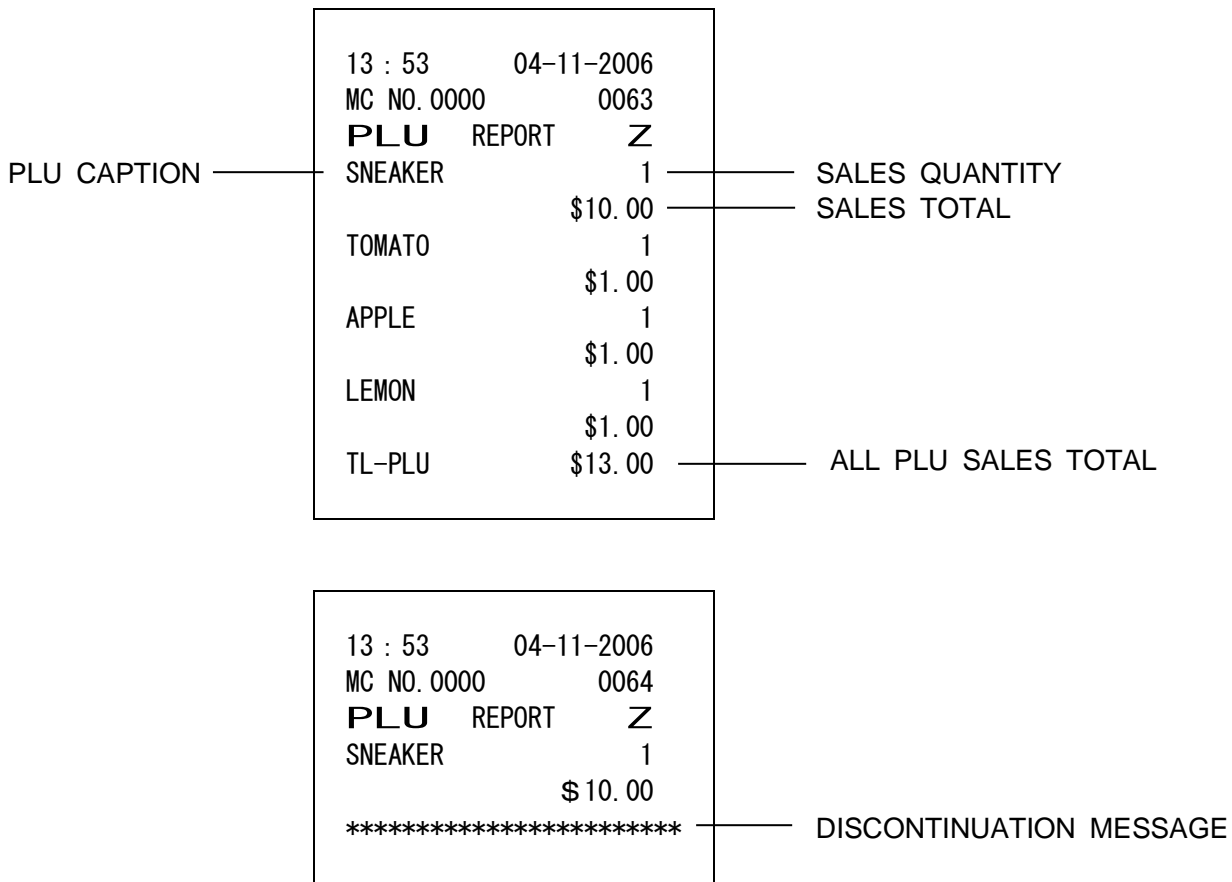 13:53 04-11-2006
MC NO.0000 0063
PLU REPORT Z
PLU CAPTION SNEAKER 1 SALES QUANTITY
$10.00 SALES TOTAL
TOMATO 1
$1.00
APPLE 1
$1.00
LEMON 1
$1.00
TL-PLU $13.00 ALL PLU SALES TOTAL
13:53 04-11-2006
MC NO.0000 0064
PLU REPORT Z
SNEAKER 1
$10.00
************************ DISCONTINUATION MESSAGE